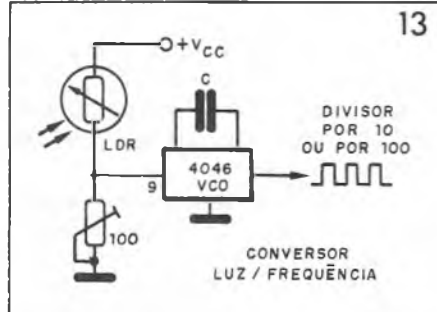 13
+VCC
C
LDR
9
4046
VCO
DIVISOR
POR 10
OU POR 100
100
CONVERSOR
LUZ / FREQUÊNCIA